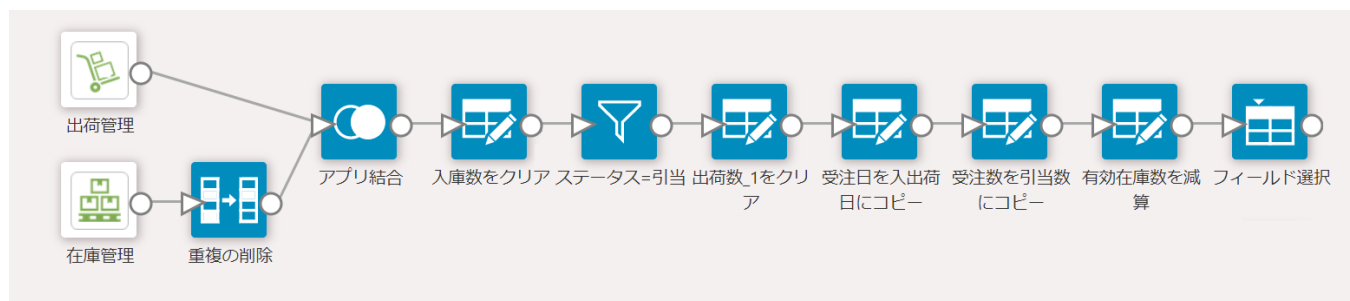 出荷管理
在庫管理
重複の削除
アプリ結合
入庫数をクリア
ステータス=引当
出荷数_1をクリ
ア
受注日を入出荷
日にコピー
受注数を引当数
にコピー
有効在庫数を減
算
フィールド選択